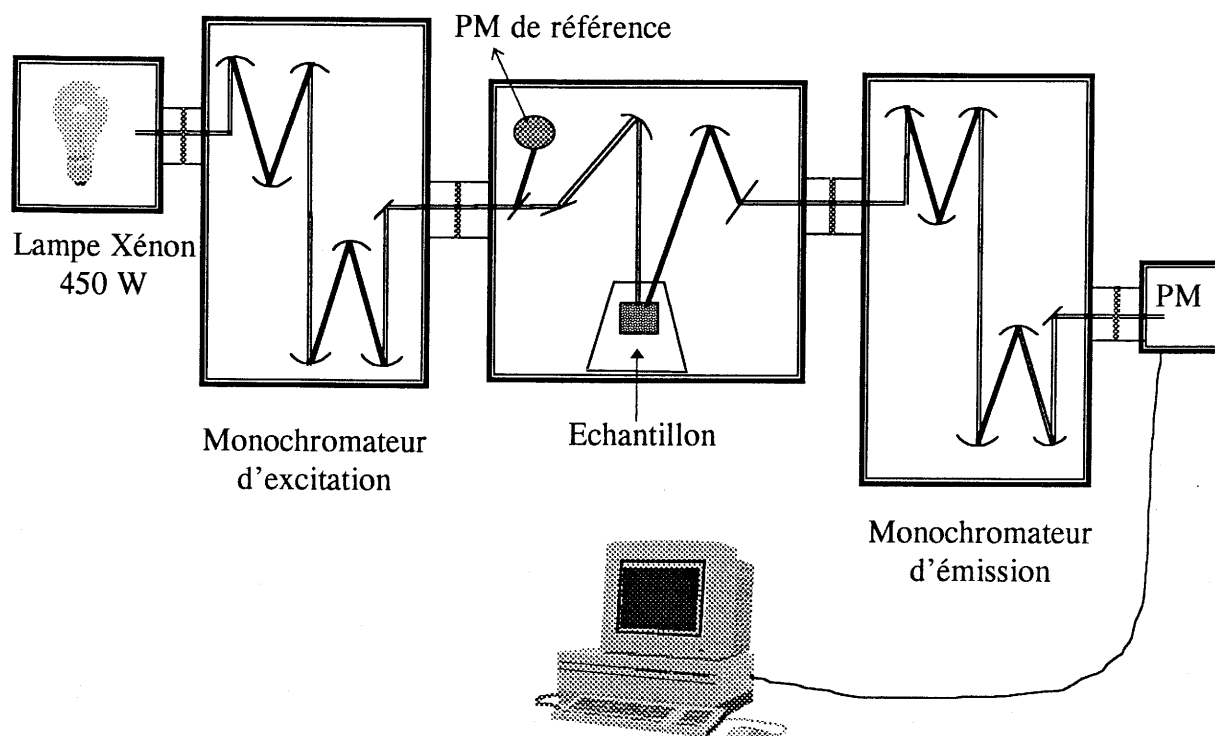 PM de référence
Lampe Xénon
450 W
PM
Monochromateur
d'excitation
Echantillon
Monochromateur
d'émission